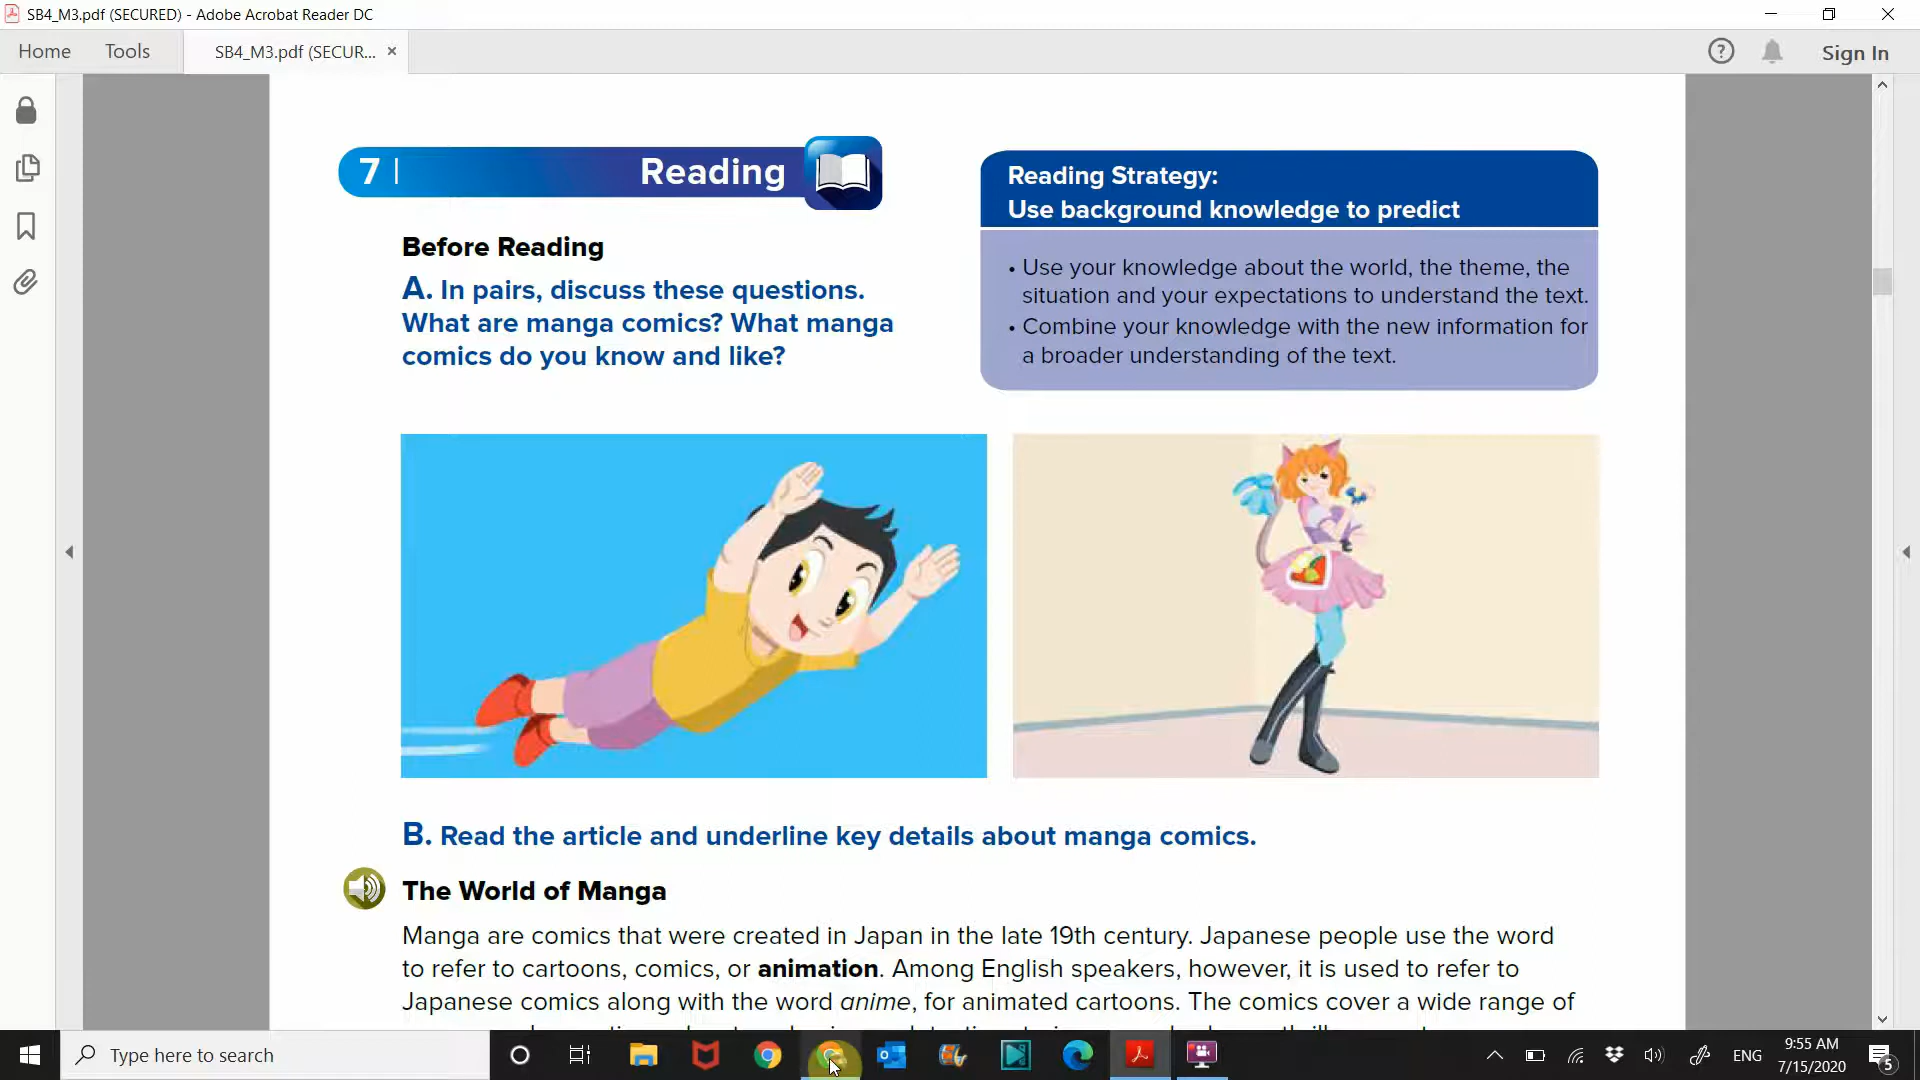 SB4_M3.pdf (SECURED) - Adobe Acrobat Reader DC
Home Tools SB4_M3.pdf (SECUR... × Sign In
7 | Reading
Reading Strategy:
Use background knowledge to predict
• Use your knowledge about the world, the theme, the
situation and your expectations to understand the text.
• Combine your knowledge with the new information for
a broader understanding of the text.
Before Reading
A. In pairs, discuss these questions.
What are manga comics? What manga
comics do you know and like?
B. Read the article and underline key details about manga comics.
The World of Manga
Manga are comics that were created in Japan in the late 19th century. Japanese people use the word
to refer to cartoons, comics, or animation. Among English speakers, however, it is used to refer to
Japanese comics along with the word anime, for animated cartoons. The comics cover a wide range of
Type here to search
ENG
9:55 AM
7/15/2020
5